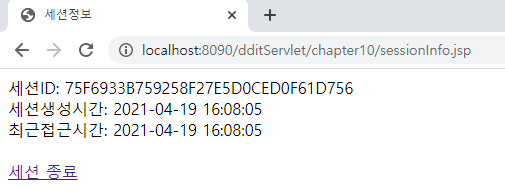 세션정보
localhost:8090/dditServlet/chapter10/sessionInfo.jsp
세션ID: 75F6933B759258F27E5D0CED0F61D756
세션생성시간: 2021-04-19 16:08:05
최근접근시간: 2021-04-19 16:08:05
세션 종료